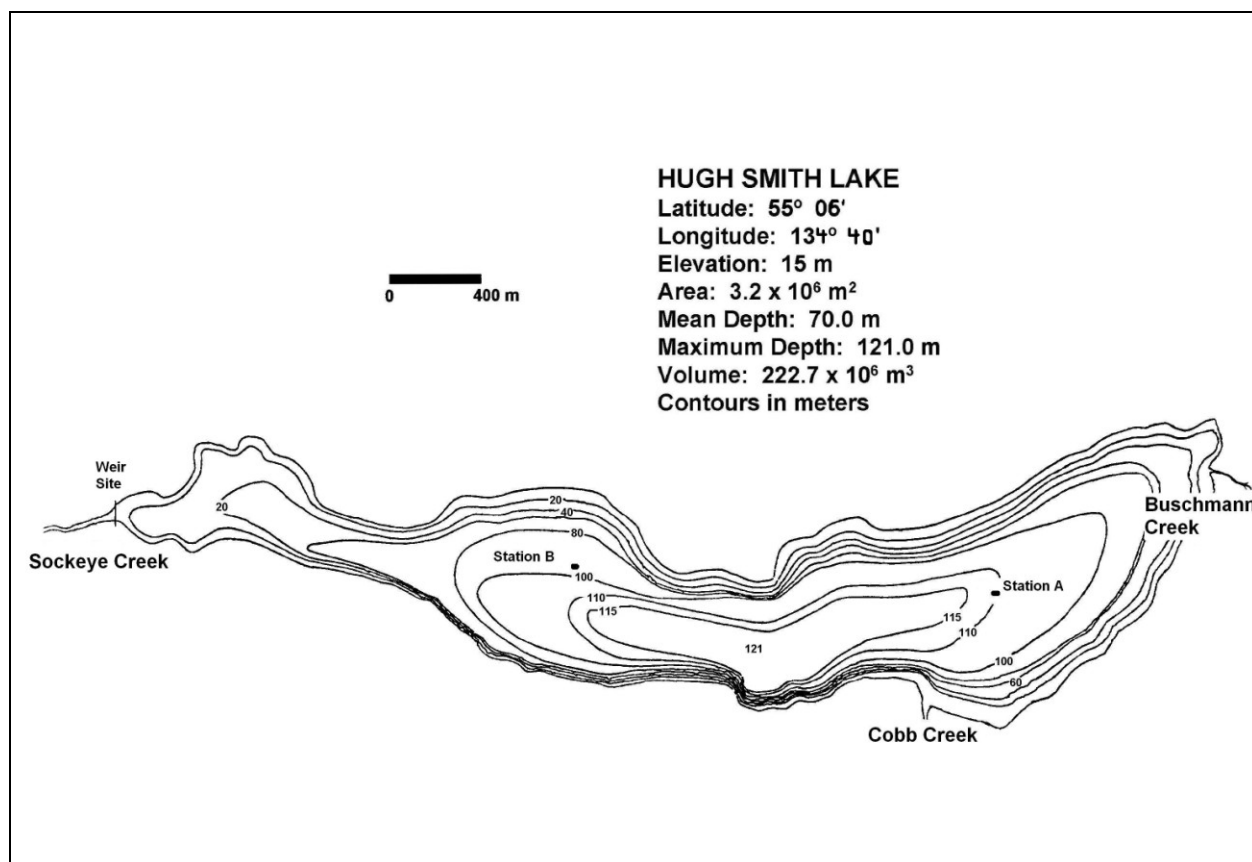 HUGH SMITH LAKE
Latitude: 55° 06'
Longitude: 134° 40'
Elevation: 15 m
Area: 3.2 x 10⁶ m²
Mean Depth: 70.0 m
Maximum Depth: 121.0 m
Volume: 222.7 x 10⁶ m³
Contours in meters
0 400 m
Weir
Site
Sockeye Creek
20
20
40
80
Station B
100
110
115
121
Station A
115
110
100
60
Buschmann
Creek
Cobb Creek